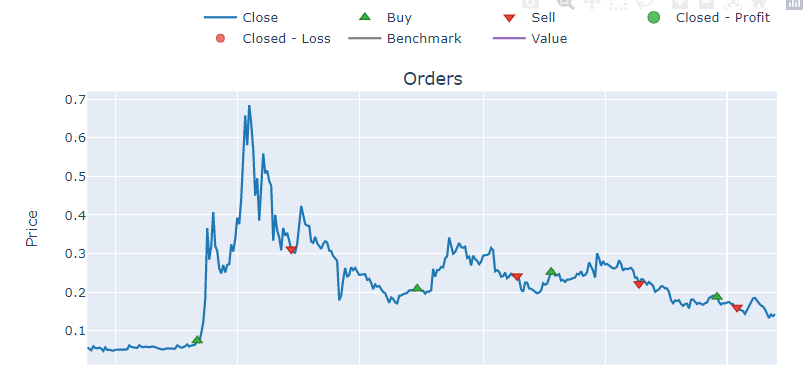 Close Buy Sell Closed - Profit
Closed - Loss Benchmark Value
Orders
0.7
0.6
0.5
0.4
0.3
0.2
0.1
Price